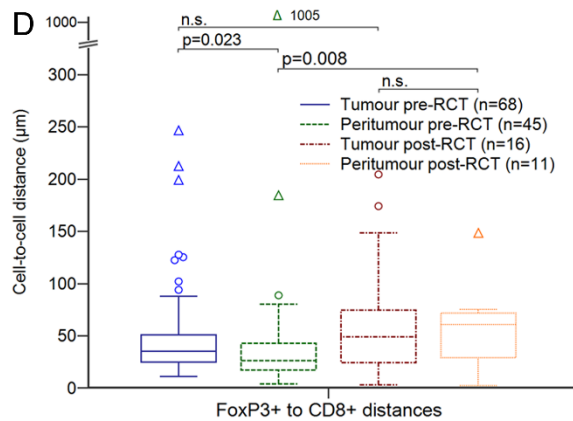 D
1000
1005
n.s.
p=0.023
p=0.008
n.s.
300
250
200
150
100
50
0
Cell-to-cell distance (µm)
Tumour pre-RCT (n=68)
Peritumour pre-RCT (n=45)
Tumour post-RCT (n=16)
Peritumour post-RCT (n=11)
FoxP3+ to CD8+ distances